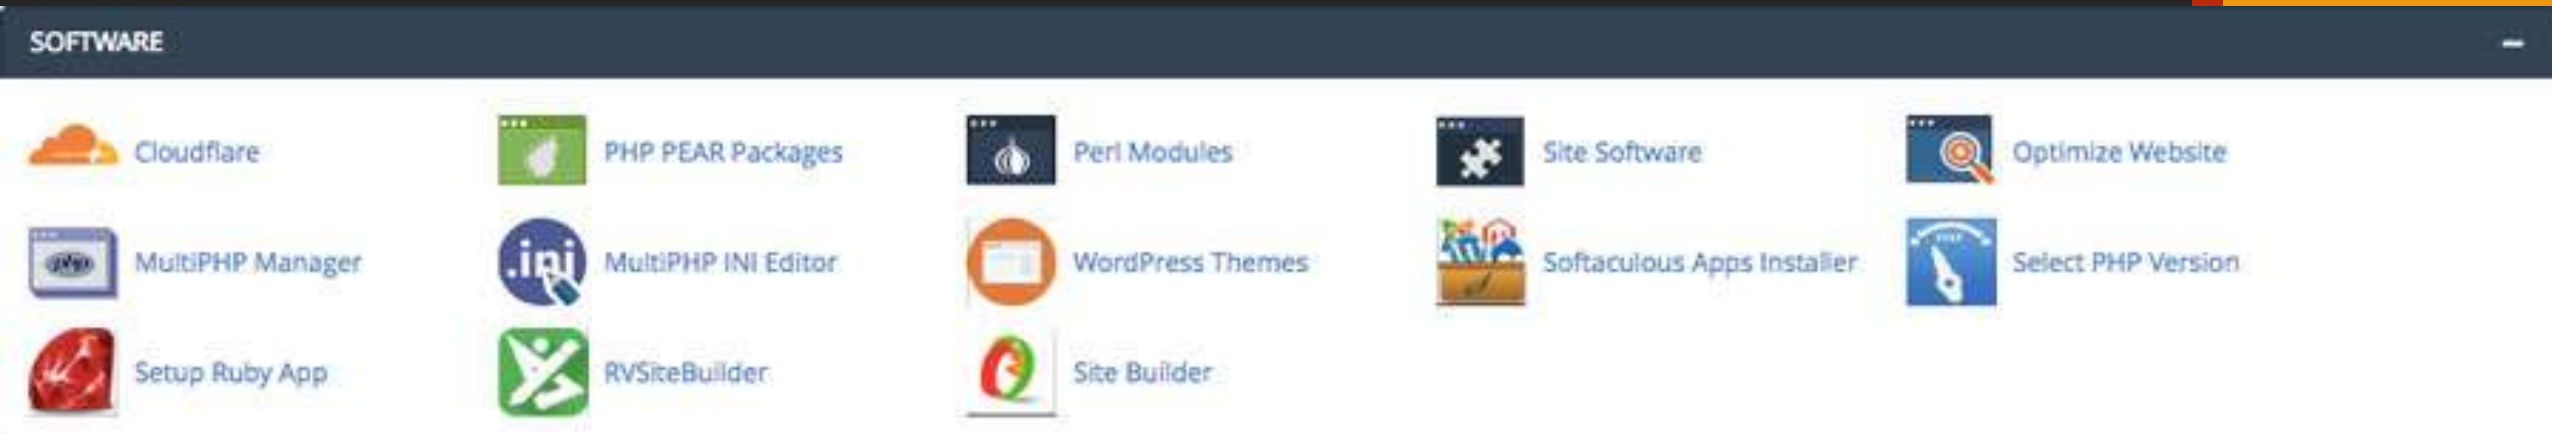 SOFTWARE
Cloudflare
PHP PEAR Packages
Perl Modules
Site Software
Optimize Website
MultiPHP Manager
.ini
MultiPHP INI Editor
WordPress Themes
Softaculous Apps Installer
Select PHP Version
Setup Ruby App
RVSiteBuilder
Site Builder